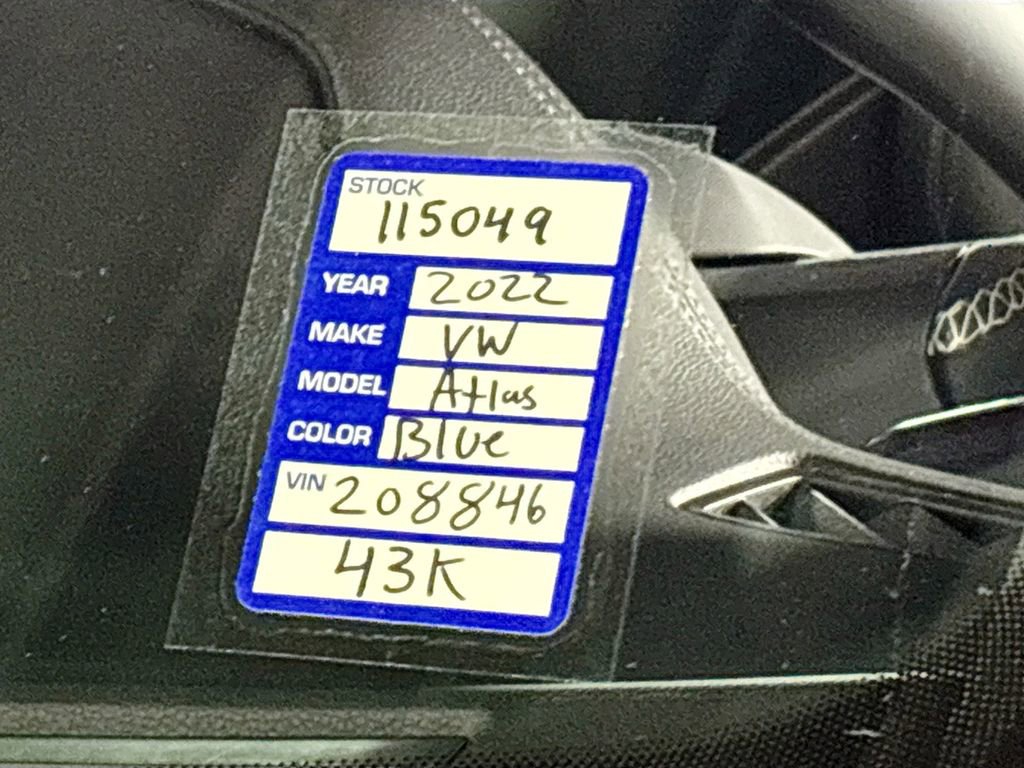 STOCK
115049
YEAR 2022
MAKE VW
MODEL Atlas
COLOR Blue
VIN 208846
43K